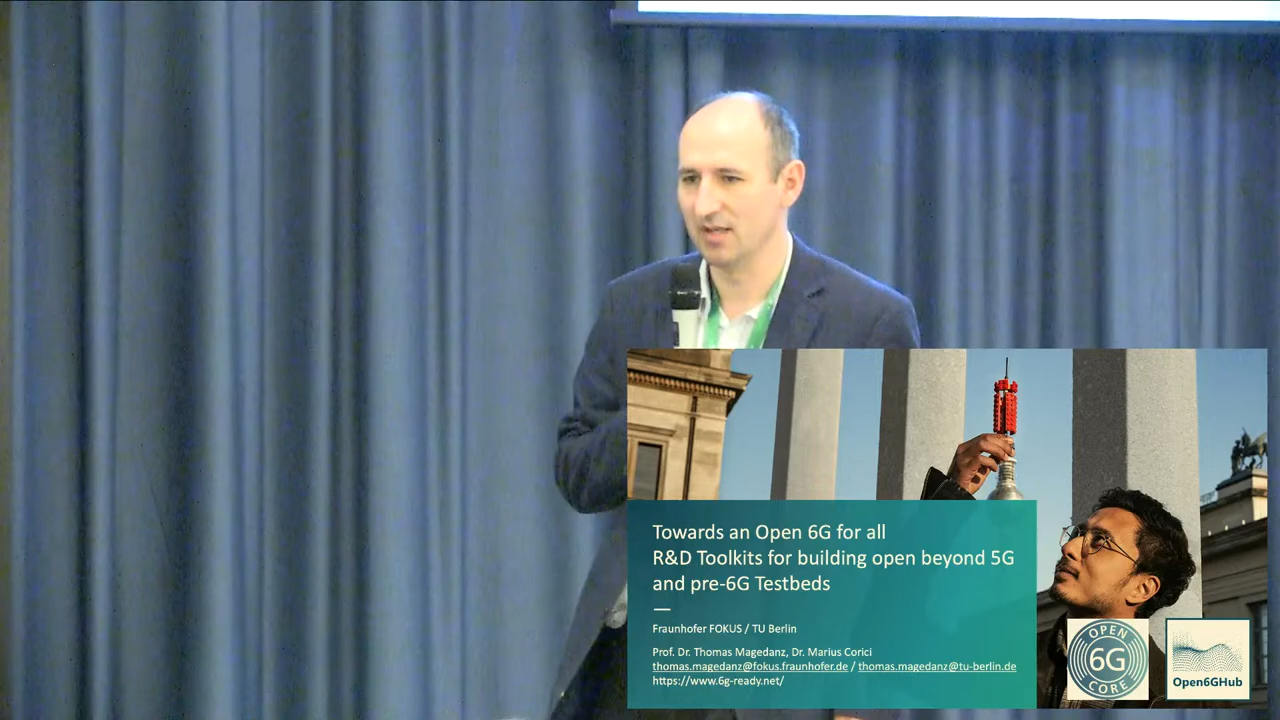 Towards an Open 6G for all
R&D Toolkits for building open beyond 5G
and pre-6G Testbeds
Fraunhofer FOKUS / TU Berlin
Prof. Dr. Thomas Magedanz, Dr. Marius Corici
thomas.magedanz@fokus.fraunhofer.de / thomas.magedanz@tu-berlin.de
https://www.6g-ready.net/
OPEN
6G
CORE
Open6GHub